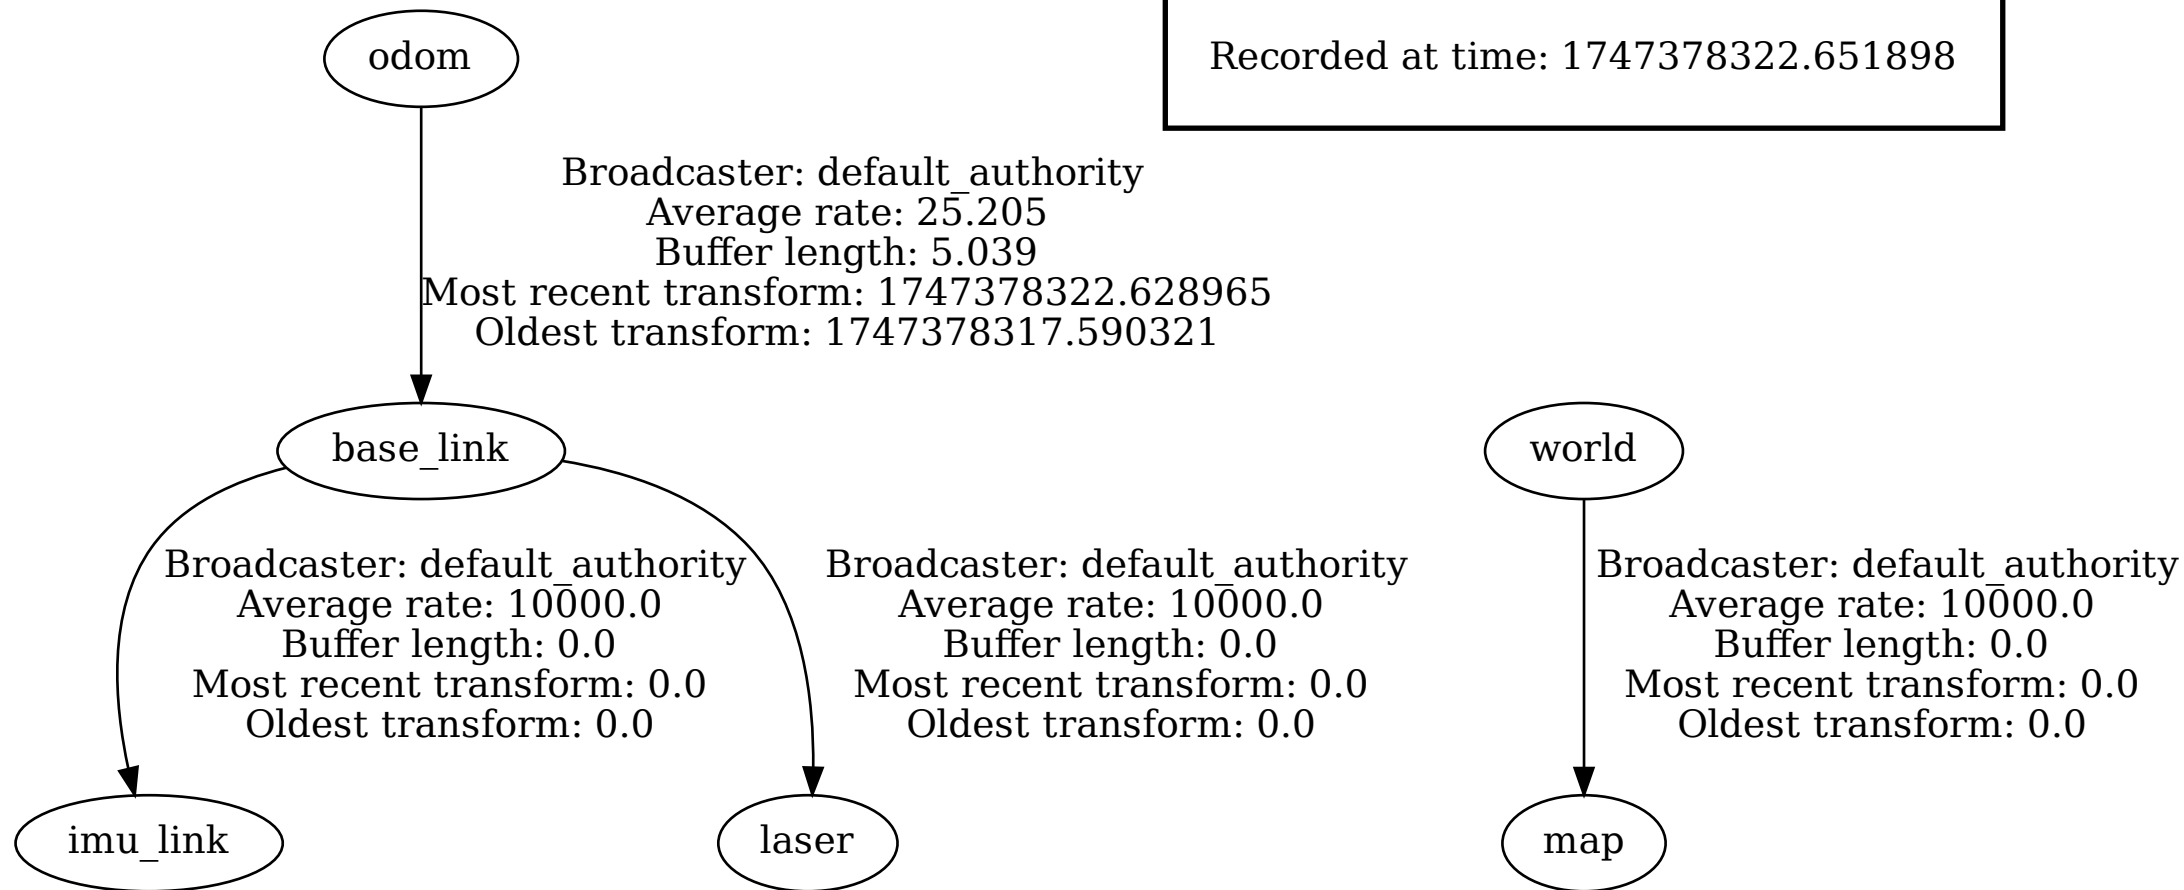 odom
Recorded at time: 1747378322.651898
Broadcaster: default_authority
Average rate: 25.205
Buffer length: 5.039
Most recent transform: 1747378322.628965
Oldest transform: 1747378317.590321
base_link
world
Broadcaster: default_authority
Average rate: 10000.0
Buffer length: 0.0
Most recent transform: 0.0
Oldest transform: 0.0
Broadcaster: default_authority
Average rate: 10000.0
Buffer length: 0.0
Most recent transform: 0.0
Oldest transform: 0.0
Broadcaster: default_authority
Average rate: 10000.0
Buffer length: 0.0
Most recent transform: 0.0
Oldest transform: 0.0
imu_link
laser
map